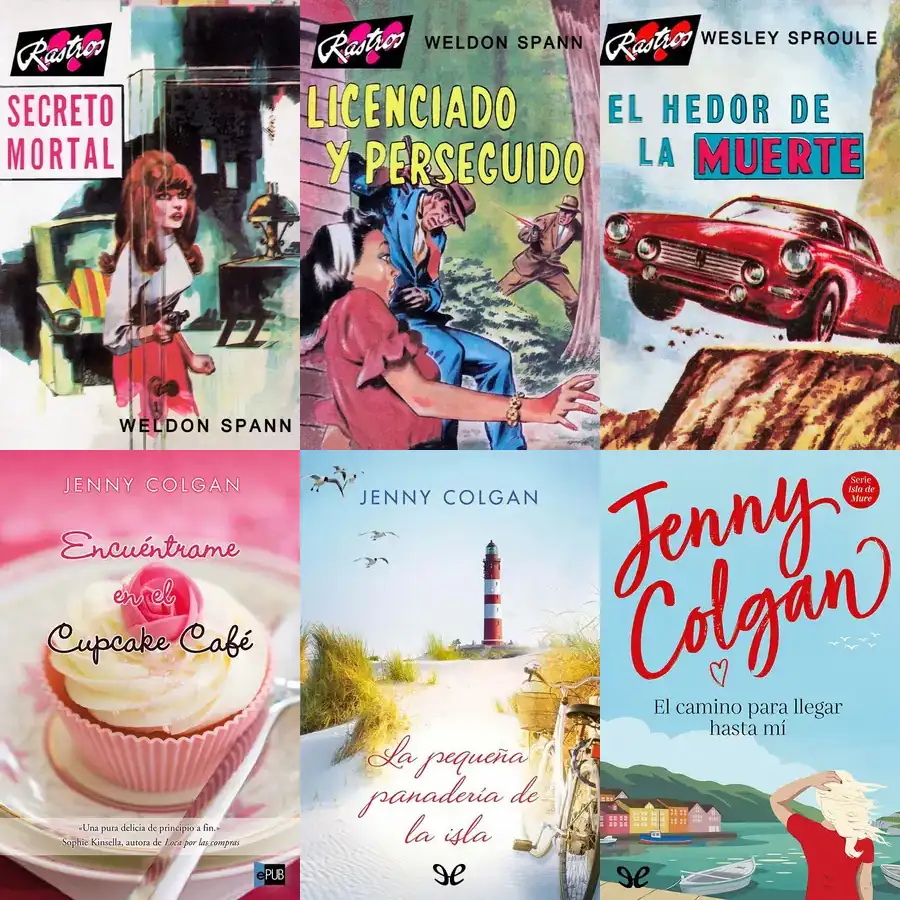 Rastros
SECRETO
MORTAL
WELDON SPANN
Rastros
WELDON SPANN
LICENCIADO
Y PERSEGUIDO
Rastros
WESLEY SPROULE
EL HEDOR DE
LA MUERTE
JENNY COLGAN
Encuéntrame
en el
Cupcake Café
«Una pura delicia de principio a fin.»
Sophie Kinsella, autora de Loca por las compras
ePUB
JENNY COLGAN
La pequeña
panadería de
la isla
Jenny
Colgan
Serie
Isla de
Mure
El camino para llegar
hasta mí